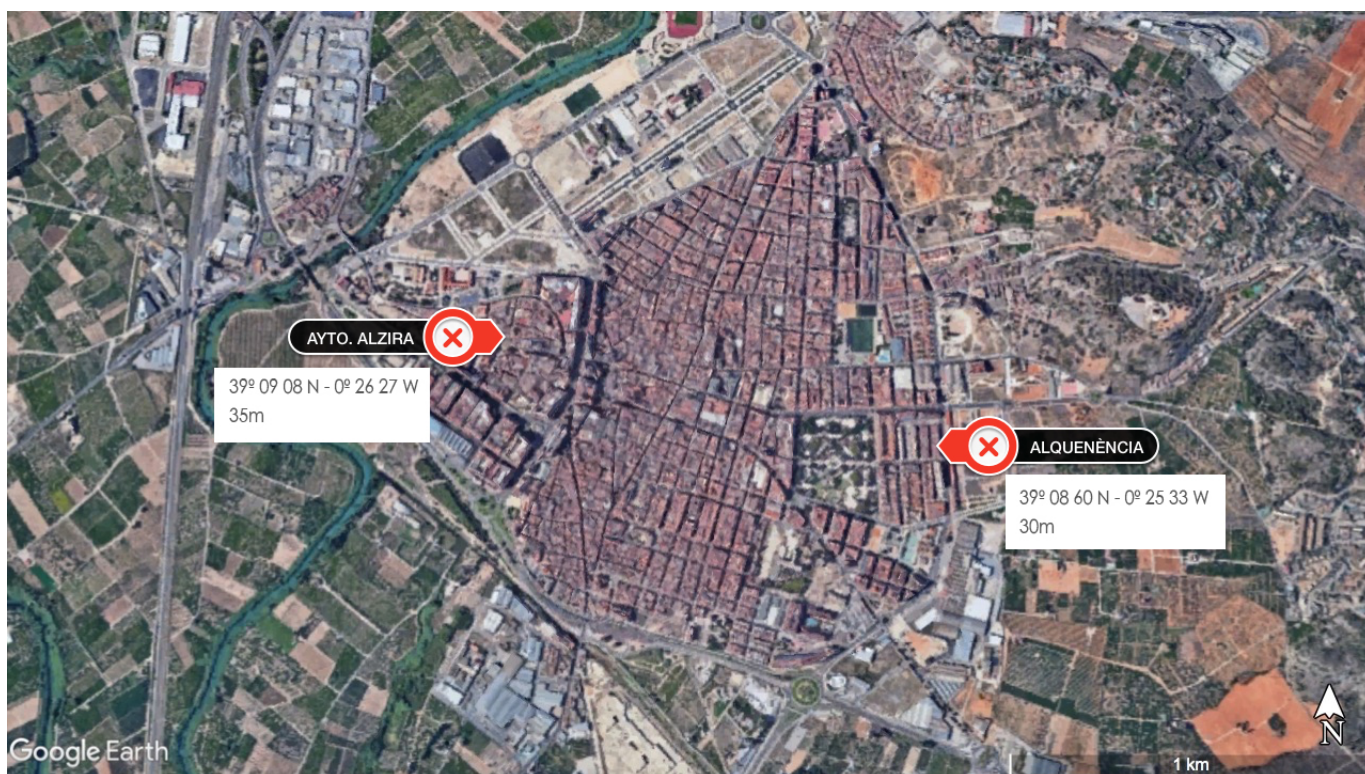 AYTO. ALZIRA
39º 09 08 N - 0º 26 27 W
35m
ALQUENÈNCIA
39º 08 60 N - 0º 25 33 W
30m
Google Earth
1 km
N